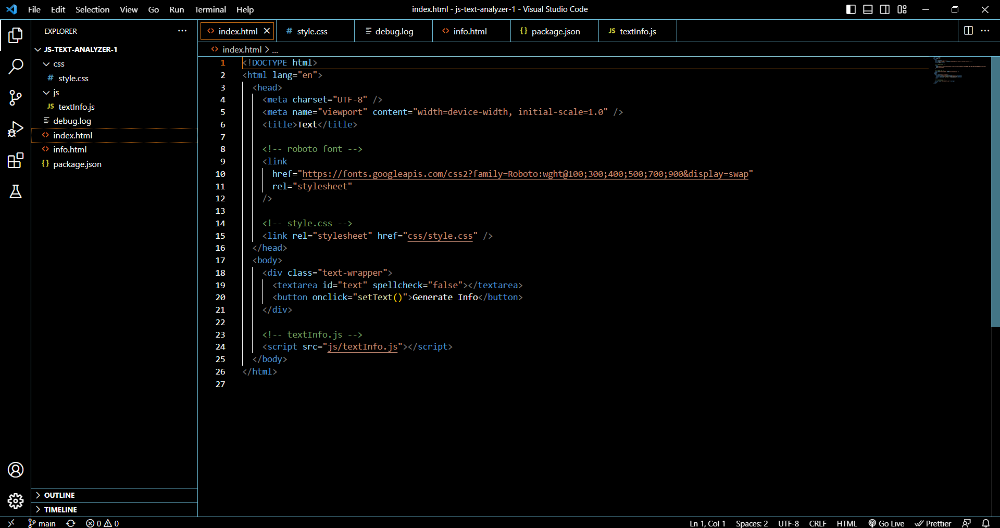 File Edit Selection View Go Run Terminal Help
index.html - js-text-analyzer-1 - Visual Studio Code
EXPLORER
JS-TEXT-ANALYZER-1
css
# style.css
js
JS textInfo.js
debug.log
<> index.html
<> info.html
{} package.json
OUTLINE
TIMELINE
<> index.html
# style.css
debug.log
<> info.html
{} package.json
JS textInfo.js
<> index.html > ...
1 <!DOCTYPE html>
2 <html lang="en">
3 <head>
4 <meta charset="UTF-8" />
5 <meta name="viewport" content="width=device-width, initial-scale=1.0" />
6 <title>Text</title>
7
8 <!-- roboto font -->
9 <link
10 href="https://fonts.googleapis.com/css2?family=Roboto:wght@100;300;400;500;700;900&display=swap"
11 rel="stylesheet"
12 />
13
14 <!-- style.css -->
15 <link rel="stylesheet" href="css/style.css" />
16 </head>
17 <body>
18 <div class="text-wrapper">
19 <textarea id="text" spellcheck="false"></textarea>
20 <button onclick="setText()">Generate Info</button>
21 </div>
22
23 <!-- textInfo.js -->
24 <script src="js/textInfo.js"></script>
25 </body>
26 </html>
27
main 0 0
Ln 1, Col 1 Spaces: 2 UTF-8 CRLF HTML Go Live Prettier